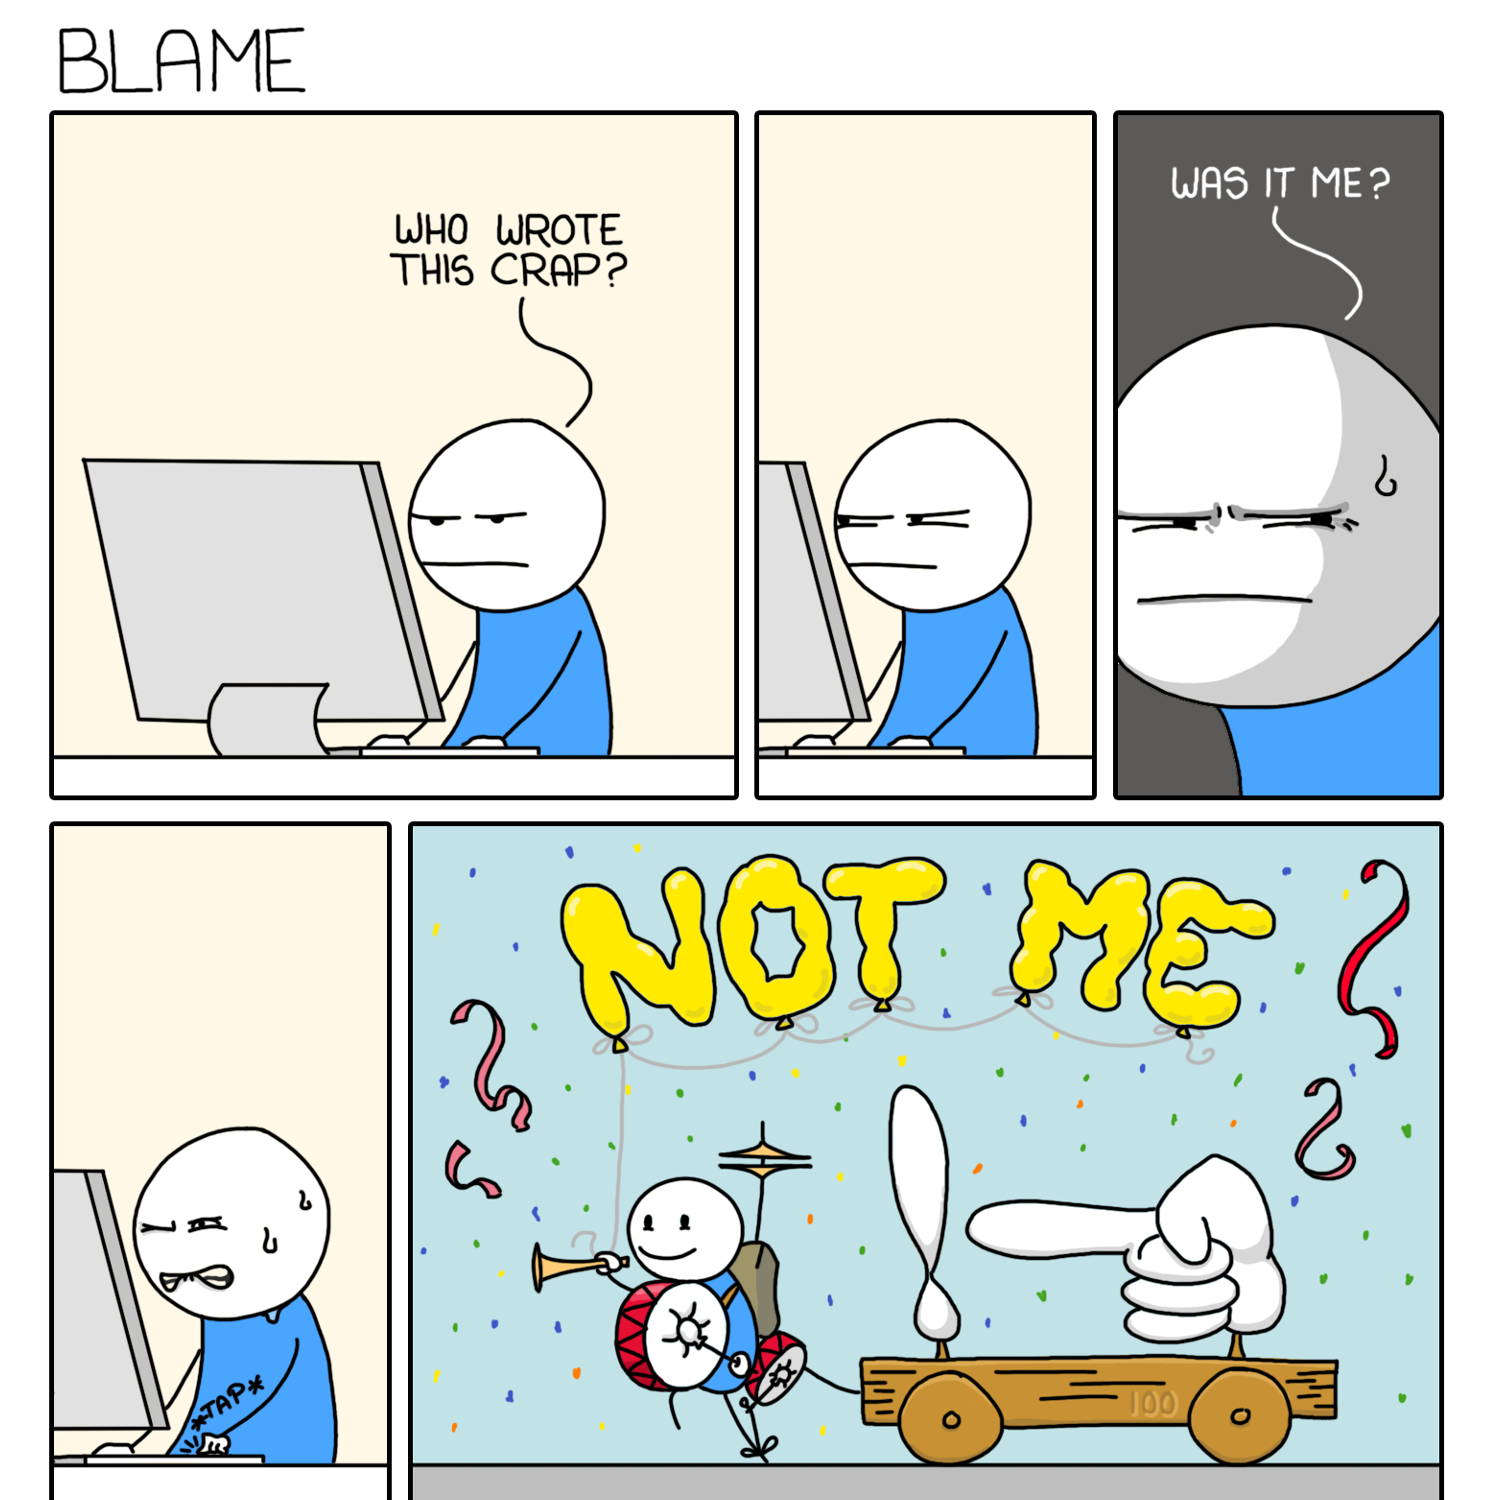 BLAME
WHO WROTE
THIS CRAP?
WAS IT ME?
*TAP*
NOT ME
100